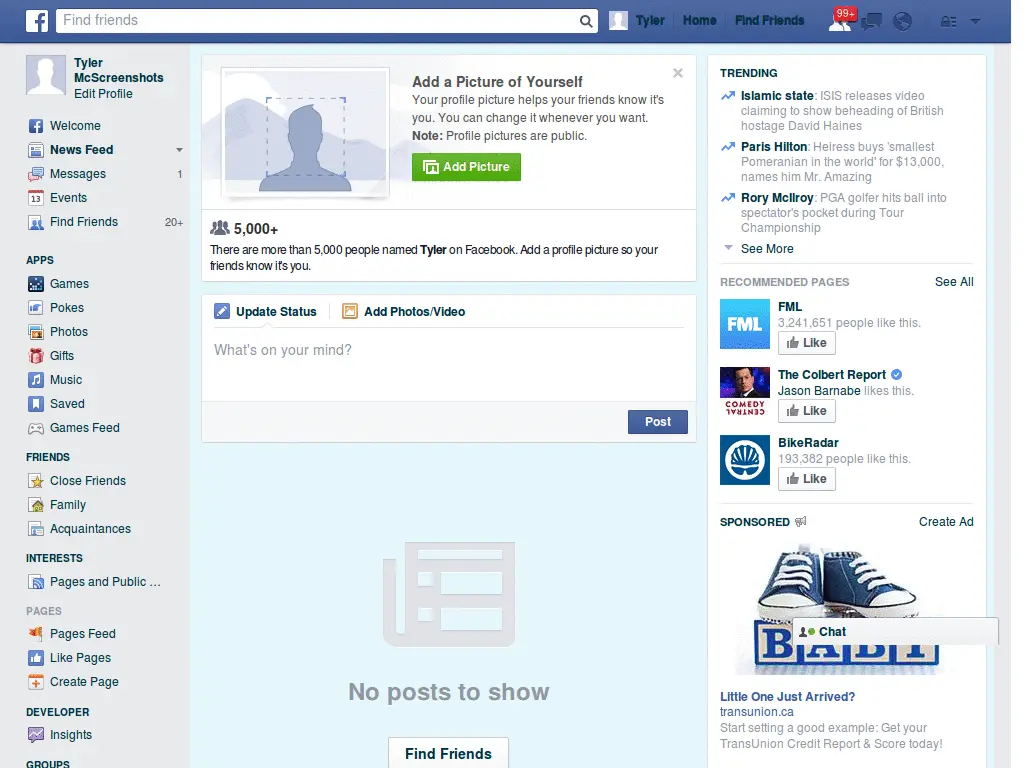 Find friends
Tyler
Home
Find Friends
99+
Tyler
McScreenshots
Edit Profile
Welcome
News Feed
Messages 1
13 Events
Find Friends 20+
APPS
Games
Pokes
Photos
Gifts
Music
Saved
Games Feed
FRIENDS
Close Friends
Family
Acquaintances
INTERESTS
Pages and Public ...
PAGES
Pages Feed
Like Pages
Create Page
DEVELOPER
Insights
GROUPS
Add a Picture of Yourself
Your profile picture helps your friends know it's
you. You can change it whenever you want.
Note: Profile pictures are public.
Add Picture
5,000+
There are more than 5,000 people named Tyler on Facebook. Add a profile picture so your
friends know it's you.
Update Status
Add Photos/Video
What's on your mind?
Post
No posts to show
Find Friends
TRENDING
Islamic state: ISIS releases video
claiming to show beheading of British
hostage David Haines
Paris Hilton: Heiress buys 'smallest
Pomeranian in the world' for $13,000,
names him Mr. Amazing
Rory McIlroy: PGA golfer hits ball into
spectator's pocket during Tour
Championship
See More
RECOMMENDED PAGES See All
FML
FML
3,241,651 people like this.
Like
The Colbert Report
COMEDY
CENTRAL
Jason Barnabe likes this.
Like
BikeRadar
193,382 people like this.
Like
SPONSORED Create Ad
Chat
BABY
Little One Just Arrived?
transunion.ca
Start setting a good example: Get your
TransUnion Credit Report & Score today!